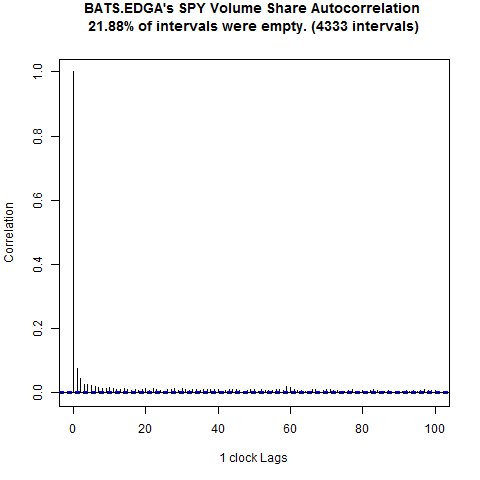 BATS.EDGA's SPY Volume Share Autocorrelation
21.88% of intervals were empty. (4333 intervals)
Correlation
1.0
0.8
0.6
0.4
0.2
0.0
0 20 40 60 80 100
1 clock Lags